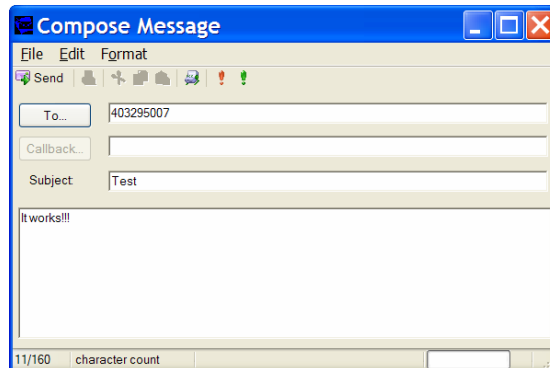 Compose Message
File Edit Format
Send
To... 403295007
Callback...
Subject: Test
It works!!!
11/160 character count